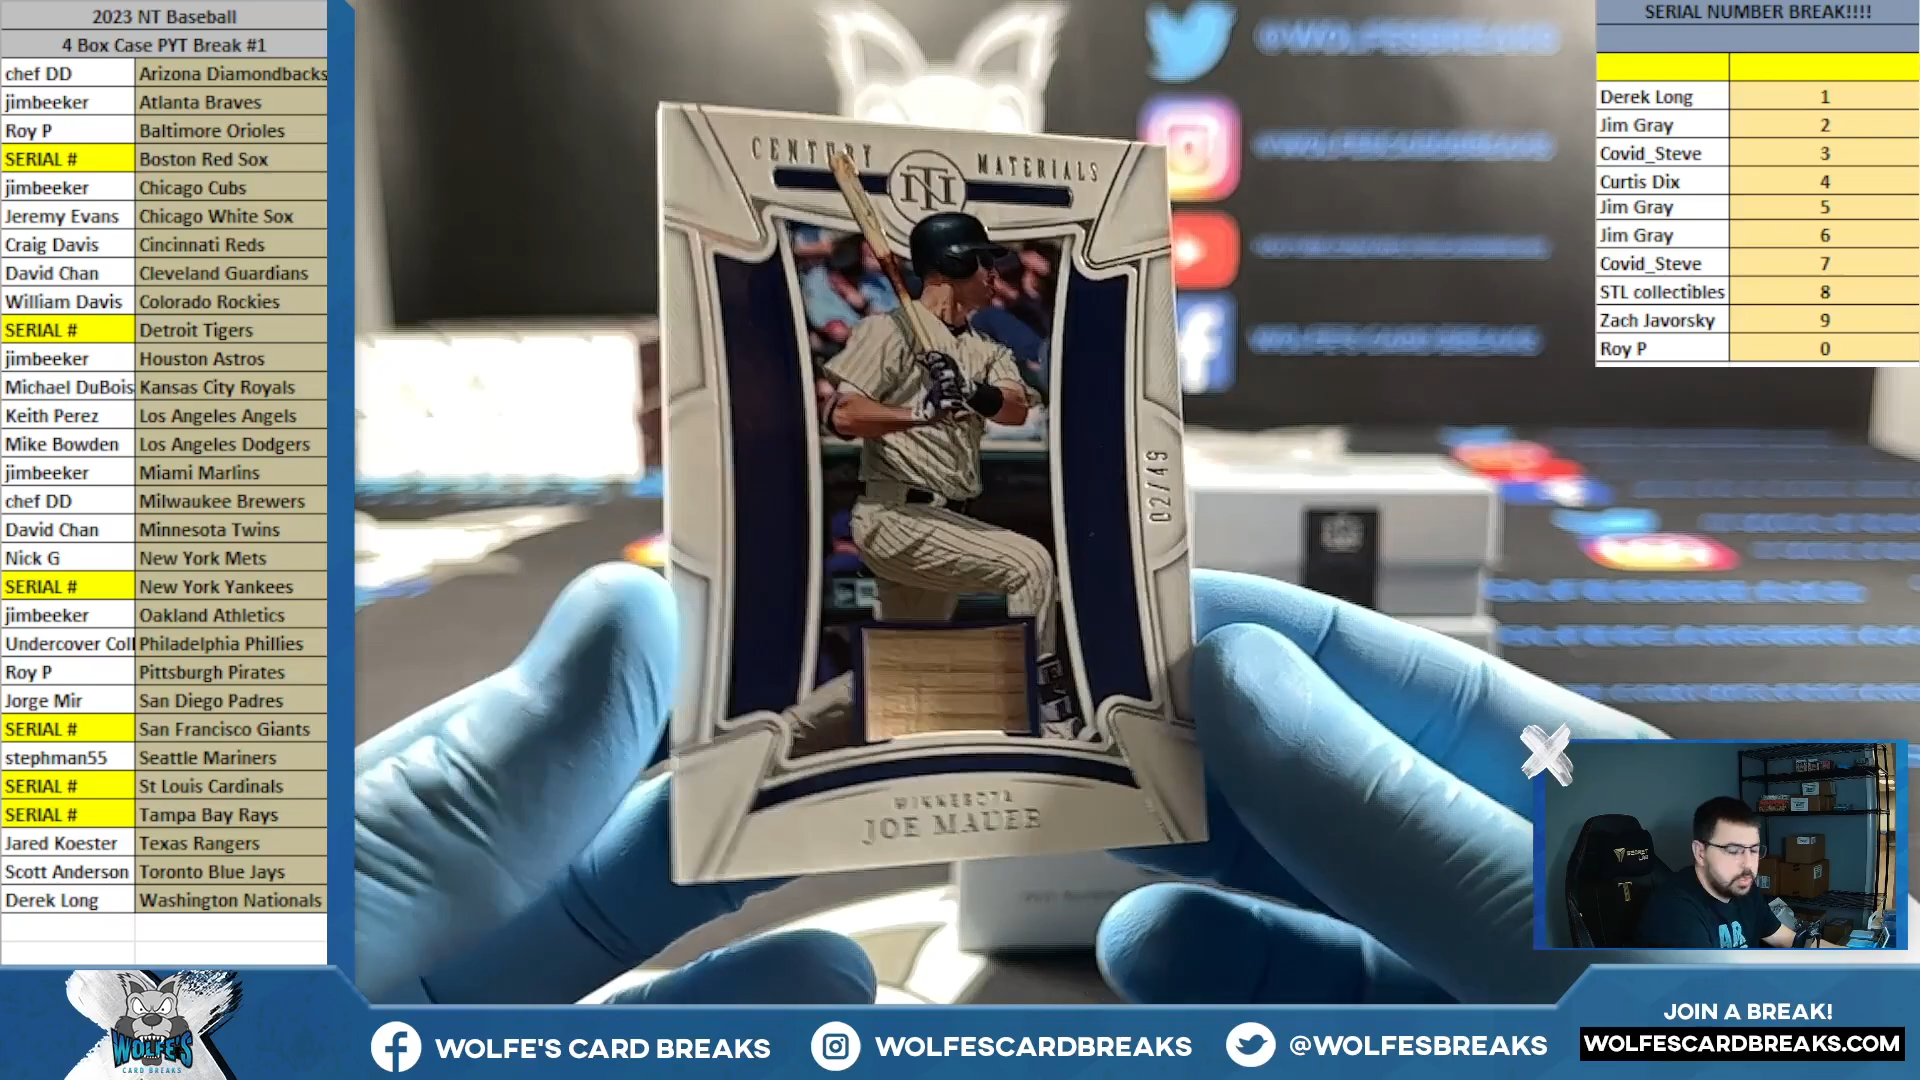 2023 NT Baseball
4 Box Case PYT Break #1
chef DD Arizona Diamondbacks
jimbeeker Atlanta Braves
Roy P Baltimore Orioles
SERIAL # Boston Red Sox
jimbeeker Chicago Cubs
Jeremy Evans Chicago White Sox
Craig Davis Cincinnati Reds
David Chan Cleveland Guardians
William Davis Colorado Rockies
SERIAL # Detroit Tigers
jimbeeker Houston Astros
Michael DuBois Kansas City Royals
Keith Perez Los Angeles Angels
Mike Bowden Los Angeles Dodgers
jimbeeker Miami Marlins
chef DD Milwaukee Brewers
David Chan Minnesota Twins
Nick G New York Mets
SERIAL # New York Yankees
jimbeeker Oakland Athletics
Undercover Coll Philadelphia Phillies
Roy P Pittsburgh Pirates
Jorge Mir San Diego Padres
SERIAL # San Francisco Giants
stephman55 Seattle Mariners
SERIAL # St Louis Cardinals
SERIAL # Tampa Bay Rays
Jared Koester Texas Rangers
Scott Anderson Toronto Blue Jays
Derek Long Washington Nationals
CENTURY NT MATERIALS
02/49
MINNESOTA
JOE MAUER
@WOLFESBREAKS
WOLFESCARDBREAKS
SERIAL NUMBER BREAK!!!!
Derek Long 1
Jim Gray 2
Covid_Steve 3
Curtis Dix 4
Jim Gray 5
Jim Gray 6
Covid_Steve 7
STL collectibles 8
Zach Javorsky 9
Roy P 0
WOLFE'S
CARD BREAKS
WOLFE'S CARD BREAKS
WOLFESCARDBREAKS
@WOLFESBREAKS
JOIN A BREAK!
WOLFESCARDBREAKS.COM